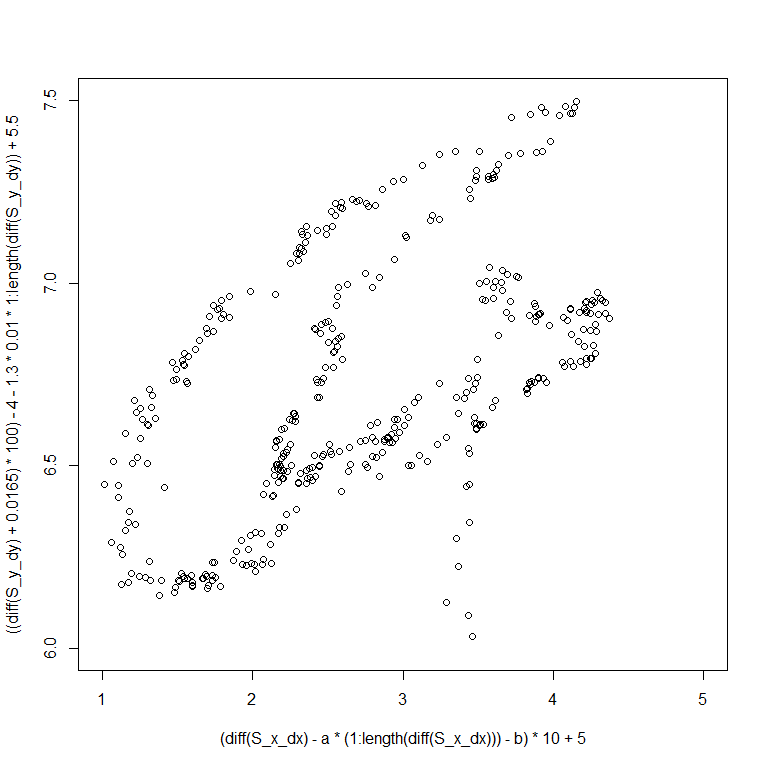 7.5
7.0
6.5
6.0
((diff(S_y_dy) + 0.0165) * 100) - 4 - 1.3 * 0.01 * 1:length(diff(S_y_dy)) + 5.5
1 2 3 4 5
(diff(S_x_dx) - a * (1:length(diff(S_x_dx))) - b) * 10 + 5